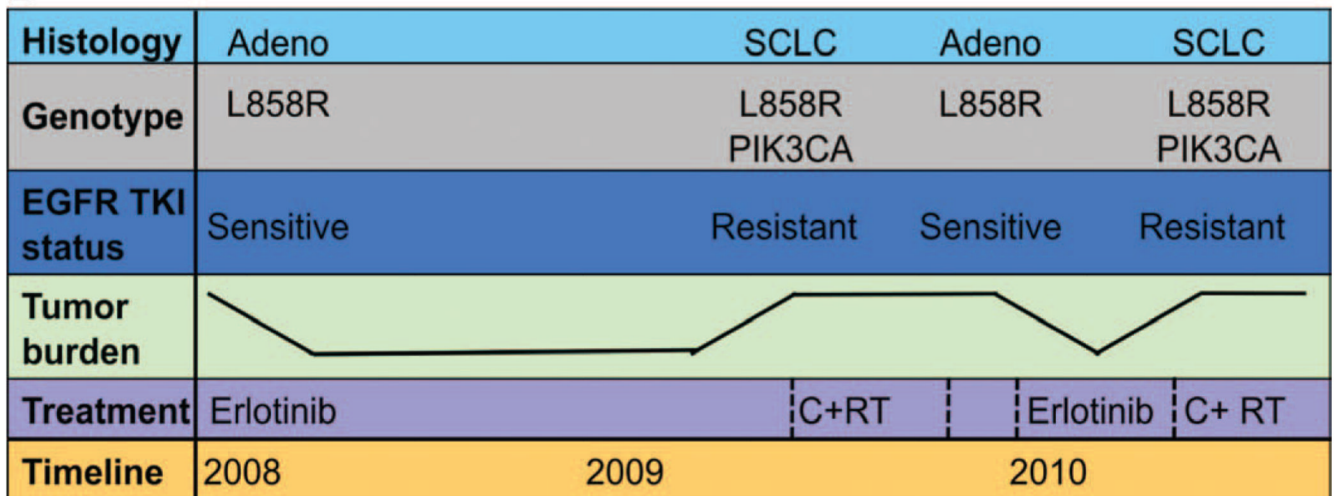 Histology Adeno SCLC Adeno SCLC
Genotype L858R L858R L858R L858R
PIK3CA PIK3CA
EGFR TKI
status Sensitive Resistant Sensitive Resistant
Tumor
burden
Treatment Erlotinib C+RT Erlotinib C+ RT
Timeline 2008 2009 2010